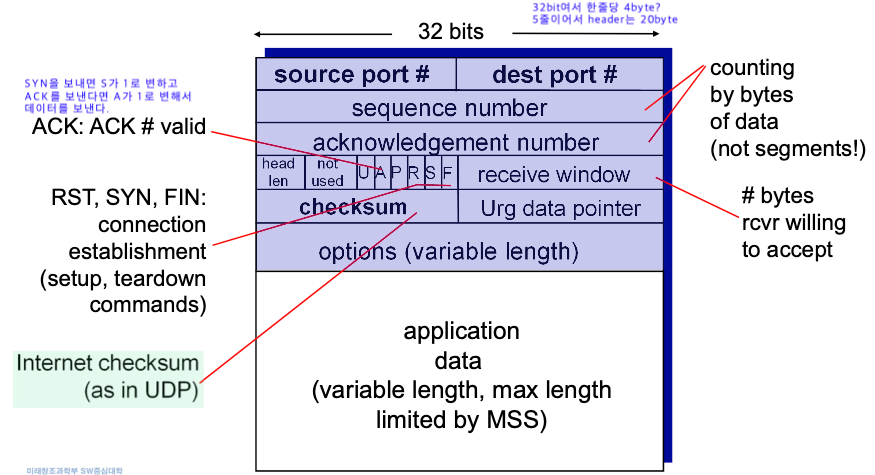 32bit여서 한줄당 4byte?
5줄이어서 header는 20byte
32 bits
SYN을 보내면 S가 1로 변하고
ACK를 보낸다면 A가 1로 변해서
데이터를 보낸다.
source port #
dest port #
sequence number
acknowledgement number
head
len
not
used
U A P R S F
receive window
checksum
Urg data pointer
options (variable length)
application
data
(variable length, max length
limited by MSS)
ACK: ACK # valid
RST, SYN, FIN:
connection
establishment
(setup, teardown
commands)
Internet checksum
(as in UDP)
counting
by bytes
of data
(not segments!)
# bytes
rcvr willing
to accept
미래창조과학부 SW중심대학